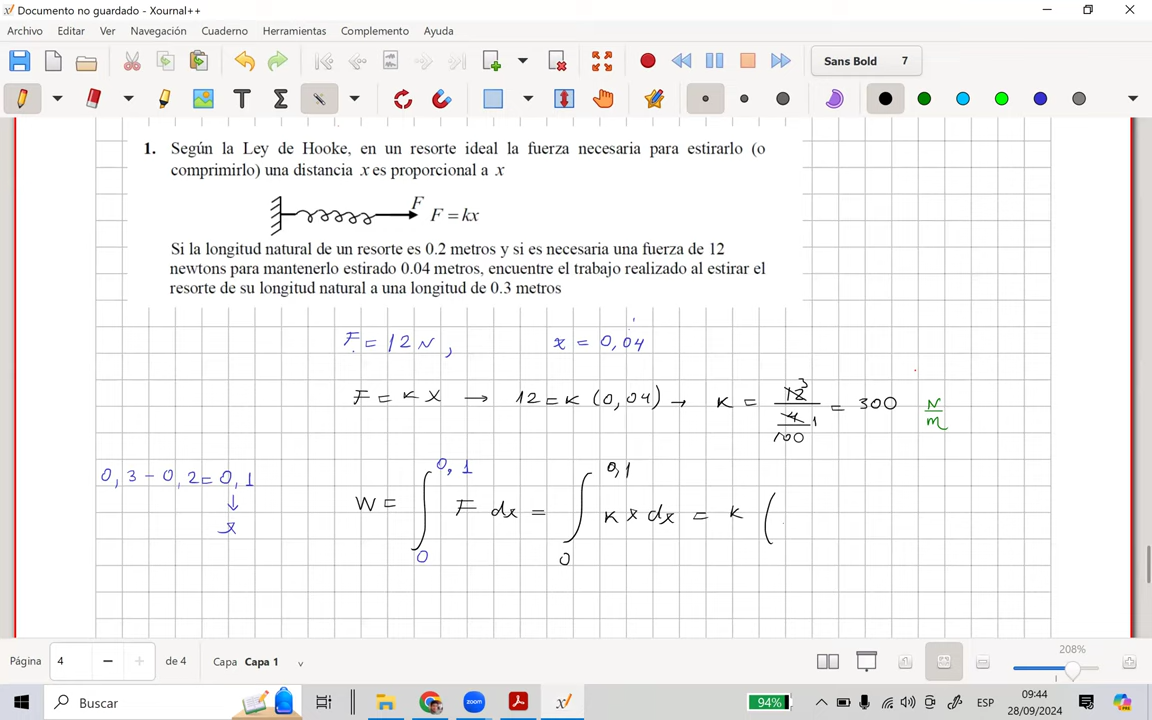 Documento no guardado - Xournal++
Archivo Editar Ver Navegación Cuaderno Herramientas Complemento Ayuda
Sans Bold 7
1. Según la Ley de Hooke, en un resorte ideal la fuerza necesaria para estirarlo (o
comprimirlo) una distancia x es proporcional a x
F
F = kx
Si la longitud natural de un resorte es 0.2 metros y si es necesaria una fuerza de 12
newtons para mantenerlo estirado 0.04 metros, encuentre el trabajo realizado al estirar el
resorte de su longitud natural a una longitud de 0.3 metros
F = 12 N , x = 0,04
F = K X → 12 = K (0,04) → K = 12 3 / 4 1 / 100 = 300 N/m
0,3 - 0,2 = 0,1
↓
x
W = ∫ 0 0,1 F dx = ∫ 0 0,1 K x dx = K (
Página 4 de 4 Capa Capa 1 208%
Buscar 94% ESP 09:44
28/09/2024